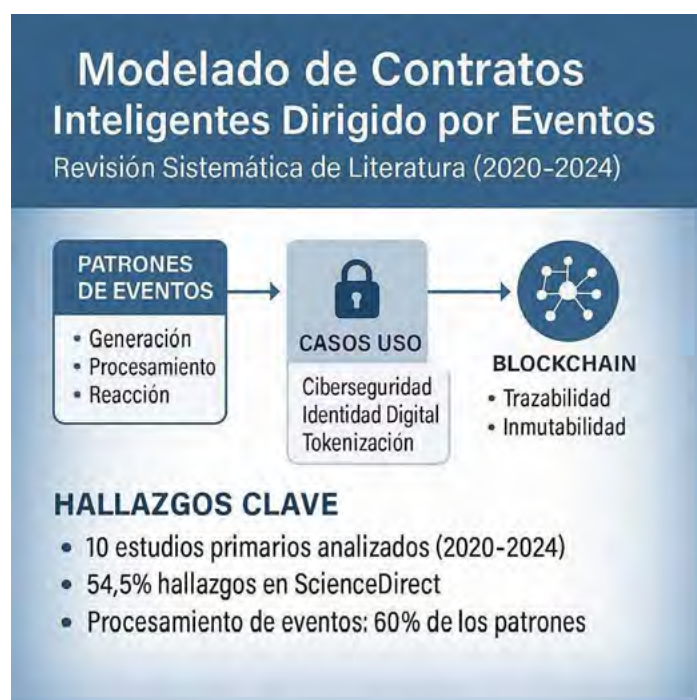 Modelado de Contratos
Inteligentes Dirigido por Eventos
Revisión Sistemática de Literatura (2020-2024)
PATRONES
DE EVENTOS
• Generación
• Procesamiento
• Reacción
CASOS USO
Ciberseguridad
Identidad Digital
Tokenización
BLOCKCHAIN
• Trazabilidad
• Inmutabilidad
HALLAZGOS CLAVE
• 10 estudios primarios analizados (2020-2024)
• 54,5% hallazgos en ScienceDirect
• Procesamiento de eventos: 60% de los patrones